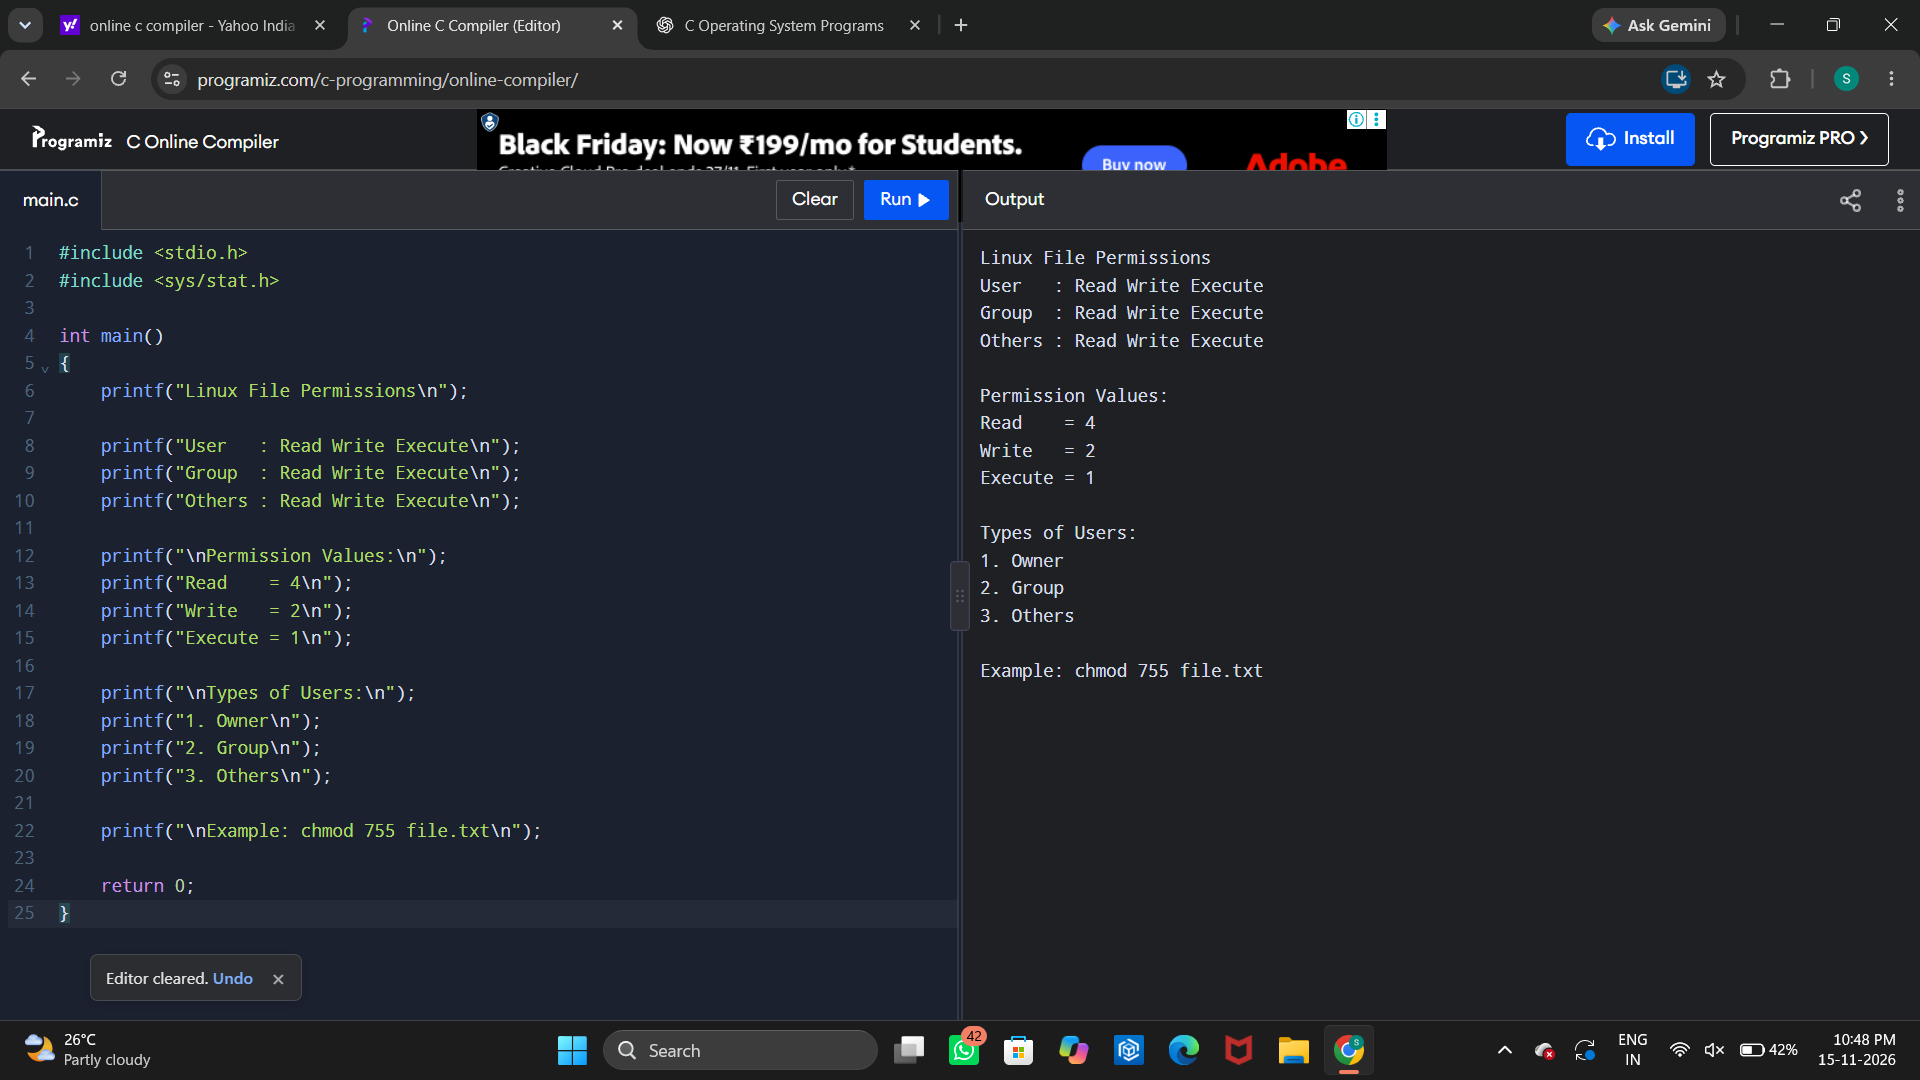 online c compiler - Yahoo India
Online C Compiler (Editor)
C Operating System Programs
Ask Gemini
programiz.com/c-programming/online-compiler/
S
Programiz C Online Compiler
Black Friday: Now ₹199/mo for Students.
Buy now
Adobe
Install
Programiz PRO
main.c
Clear
Run
Output
1 #include <stdio.h>
2 #include <sys/stat.h>
3
4 int main()
5 {
6 printf("Linux File Permissions\n");
7
8 printf("User   : Read Write Execute\n");
9 printf("Group  : Read Write Execute\n");
10 printf("Others : Read Write Execute\n");
11
12 printf("\nPermission Values:\n");
13 printf("Read    = 4\n");
14 printf("Write   = 2\n");
15 printf("Execute = 1\n");
16
17 printf("\nTypes of Users:\n");
18 printf("1. Owner\n");
19 printf("2. Group\n");
20 printf("3. Others\n");
21
22 printf("\nExample: chmod 755 file.txt\n");
23
24 return 0;
25 }
Linux File Permissions
User   : Read Write Execute
Group  : Read Write Execute
Others : Read Write Execute
Permission Values:
Read    = 4
Write   = 2
Execute = 1
Types of Users:
1. Owner
2. Group
3. Others
Example: chmod 755 file.txt
Editor cleared. Undo
26°C
Partly cloudy
Search
42
ENG
IN
42%
10:48 PM
15-11-2026